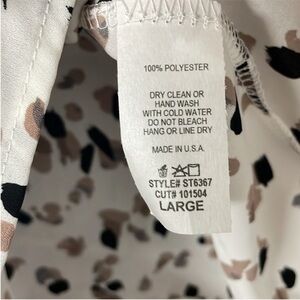 100% POLYESTER
DRY CLEAN OR
HAND WASH
WITH COLD WATER
DO NOT BLEACH
HANG OR LINE DRY
MADE IN U.S.A.
STYLE# ST6367
CUT# 101504
LARGE